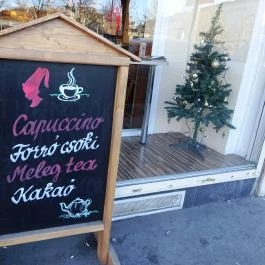 Capuccino
Forró csoki
Meleg tea
Kakaó